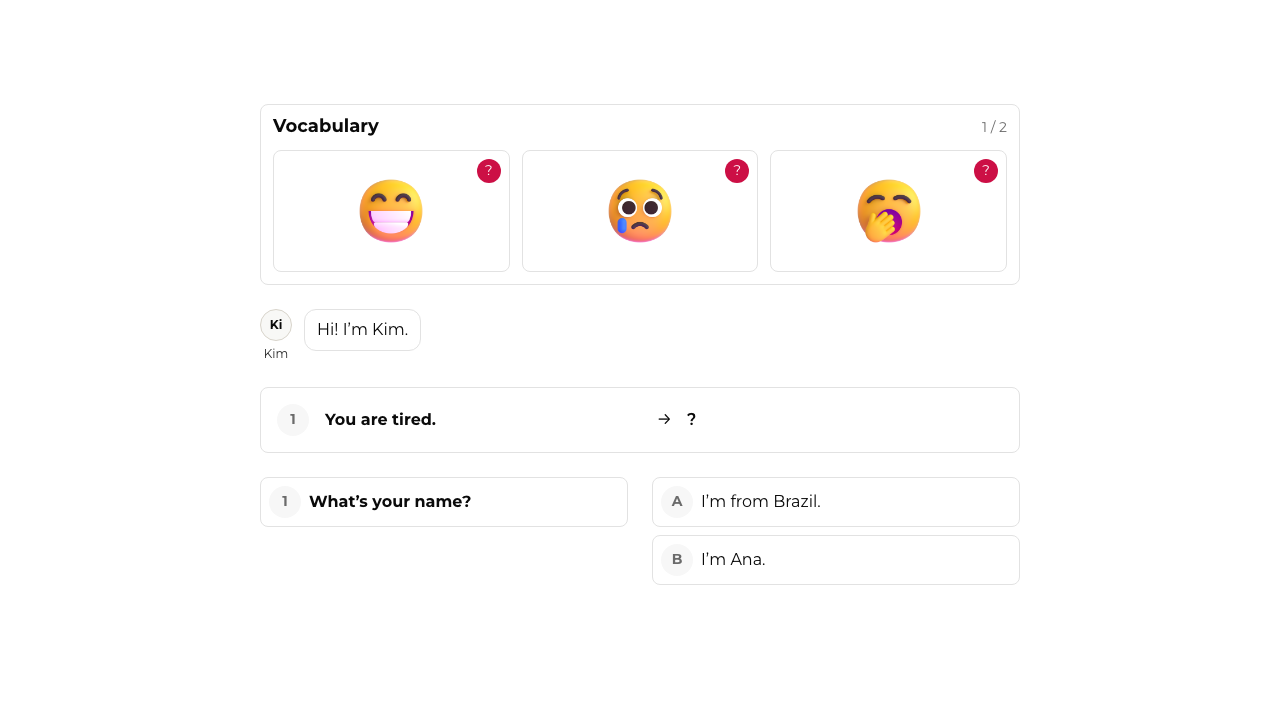 Vocabulary
1 / 2
?
?
?
Ki
Kim
Hi! I’m Kim.
1
You are tired.
→ ?
1
What’s your name?
A
I’m from Brazil.
B
I’m Ana.